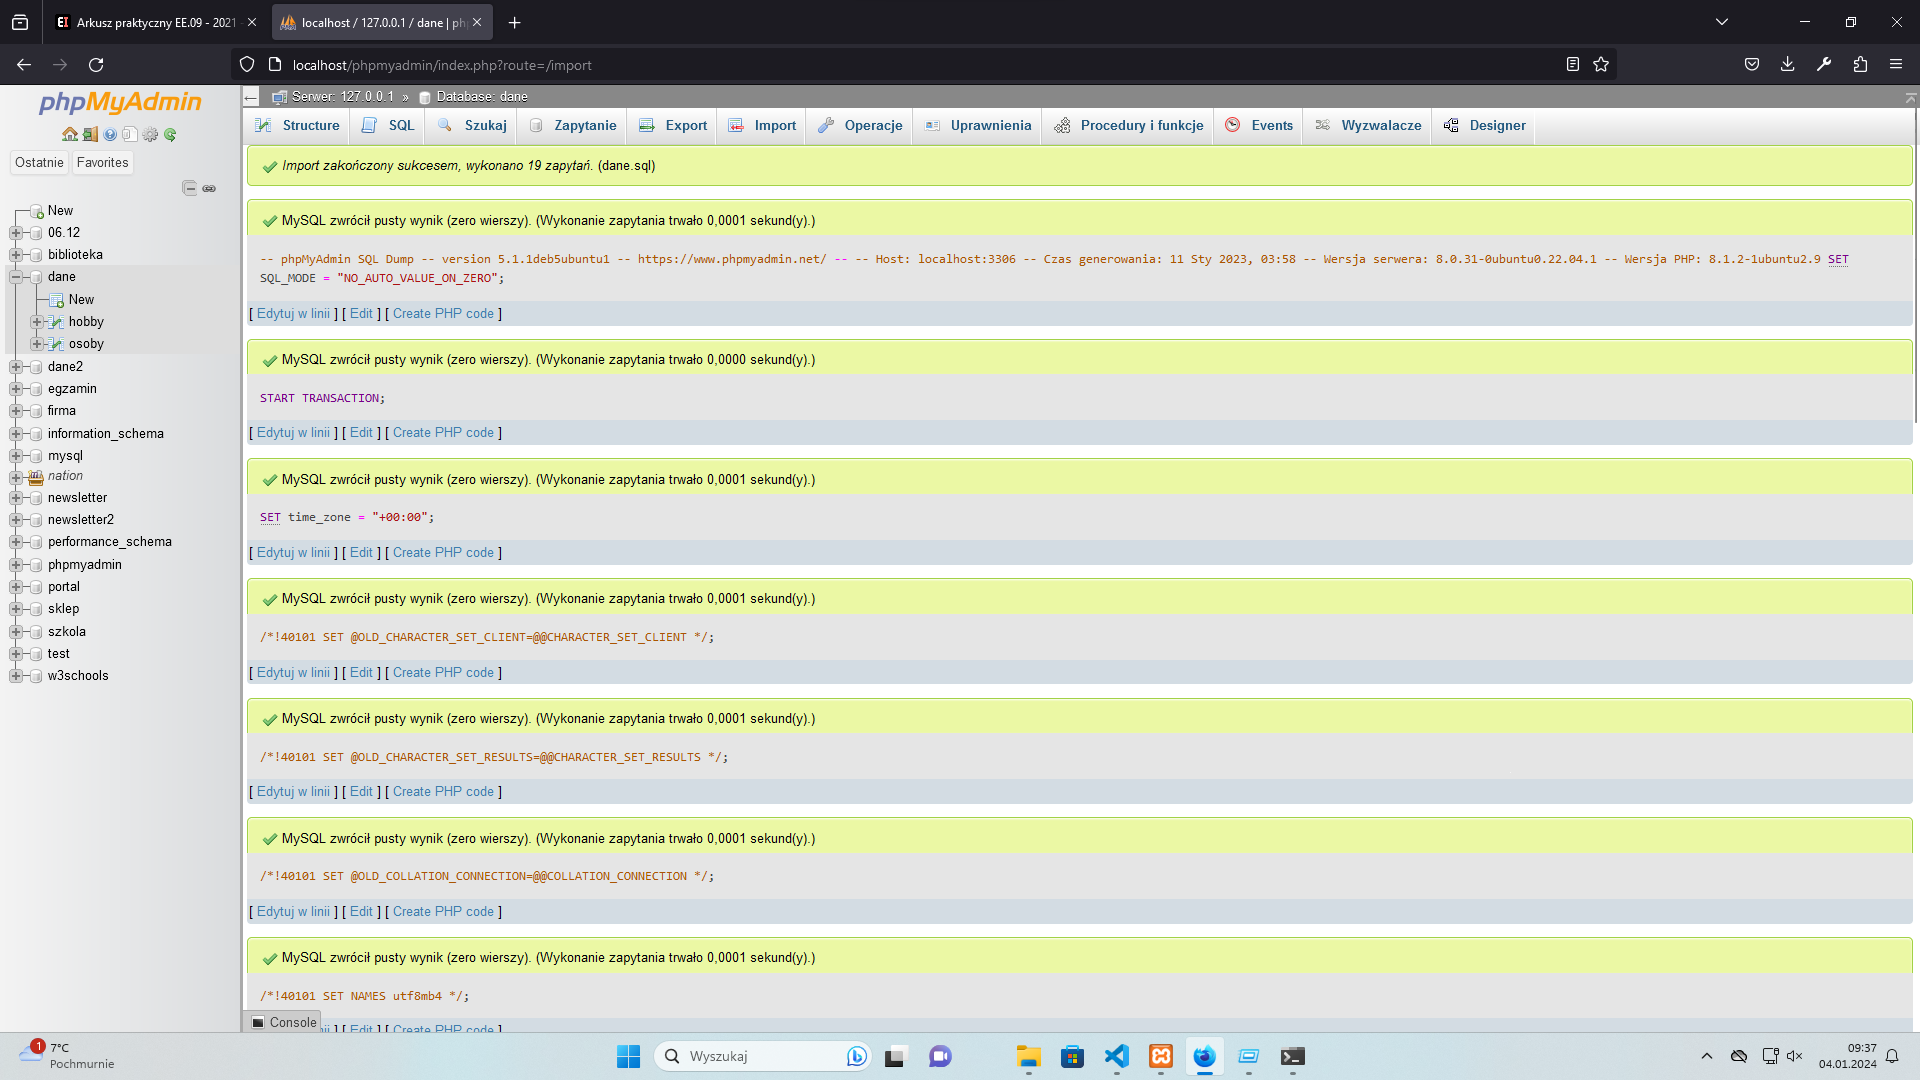 Arkusz praktyczny EE.09 - 2021
localhost / 127.0.0.1 / dane | ph
localhost/phpmyadmin/index.php?route=/import
phpMyAdmin
Ostatnie
Favorites
New
06.12
biblioteka
dane
New
hobby
osoby
dane2
egzamin
firma
information_schema
mysql
nation
newsletter
newsletter2
performance_schema
phpmyadmin
portal
sklep
szkola
test
w3schools
Serwer: 127.0.0.1 » Database: dane
Structure SQL Szukaj Zapytanie Export Import Operacje Uprawnienia Procedury i funkcje Events Wyzwalacze Designer
Import zakończony sukcesem, wykonano 19 zapytań. (dane.sql)
MySQL zwrócił pusty wynik (zero wierszy). (Wykonanie zapytania trwało 0,0001 sekund(y).)
-- phpMyAdmin SQL Dump -- version 5.1.1deb5ubuntu1 -- https://www.phpmyadmin.net/ -- -- Host: localhost:3306 -- Czas generowania: 11 Sty 2023, 03:58 -- Wersja serwera: 8.0.31-0ubuntu0.22.04.1 -- Wersja PHP: 8.1.2-1ubuntu2.9 SET
SQL_MODE = "NO_AUTO_VALUE_ON_ZERO";
[ Edytuj w linii ] [ Edit ] [ Create PHP code ]
MySQL zwrócił pusty wynik (zero wierszy). (Wykonanie zapytania trwało 0,0000 sekund(y).)
START TRANSACTION;
[ Edytuj w linii ] [ Edit ] [ Create PHP code ]
MySQL zwrócił pusty wynik (zero wierszy). (Wykonanie zapytania trwało 0,0001 sekund(y).)
SET time_zone = "+00:00";
[ Edytuj w linii ] [ Edit ] [ Create PHP code ]
MySQL zwrócił pusty wynik (zero wierszy). (Wykonanie zapytania trwało 0,0001 sekund(y).)
/*!40101 SET @OLD_CHARACTER_SET_CLIENT=@@CHARACTER_SET_CLIENT */;
[ Edytuj w linii ] [ Edit ] [ Create PHP code ]
MySQL zwrócił pusty wynik (zero wierszy). (Wykonanie zapytania trwało 0,0001 sekund(y).)
/*!40101 SET @OLD_CHARACTER_SET_RESULTS=@@CHARACTER_SET_RESULTS */;
[ Edytuj w linii ] [ Edit ] [ Create PHP code ]
MySQL zwrócił pusty wynik (zero wierszy). (Wykonanie zapytania trwało 0,0001 sekund(y).)
/*!40101 SET @OLD_COLLATION_CONNECTION=@@COLLATION_CONNECTION */;
[ Edytuj w linii ] [ Edit ] [ Create PHP code ]
MySQL zwrócił pusty wynik (zero wierszy). (Wykonanie zapytania trwało 0,0001 sekund(y).)
/*!40101 SET NAMES utf8mb4 */;
Console
ii ] [ Edit ] [ Create PHP code ]
1
7°C
Pochmurnie
Wyszukaj
09:37
04.01.2024